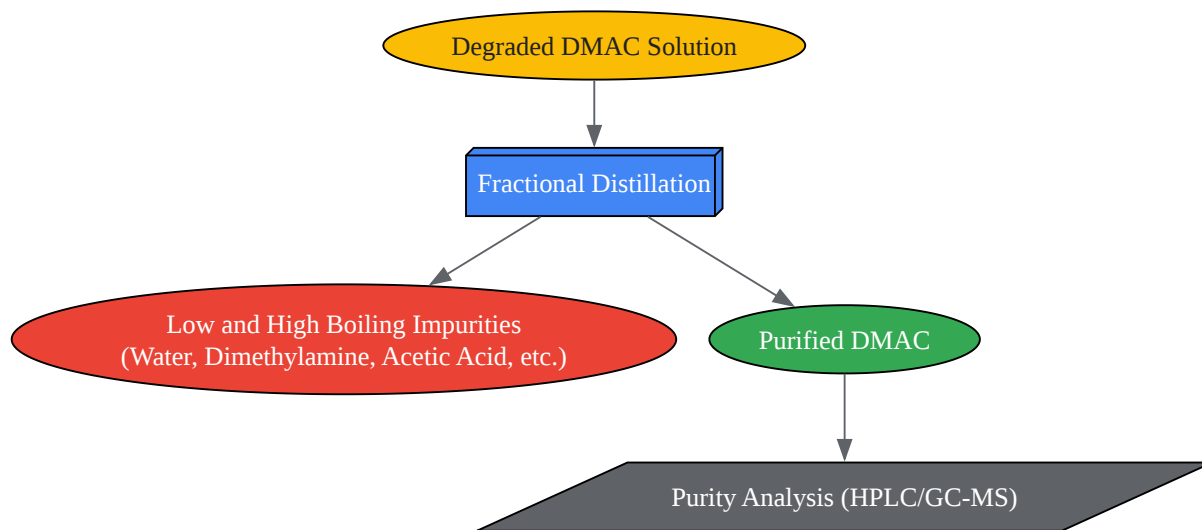 Degraded DMAC Solution
Fractional Distillation
Low and High Boiling Impurities
(Water, Dimethylamine, Acetic Acid, etc.)
Purified DMAC
Purity Analysis (HPLC/GC-MS)